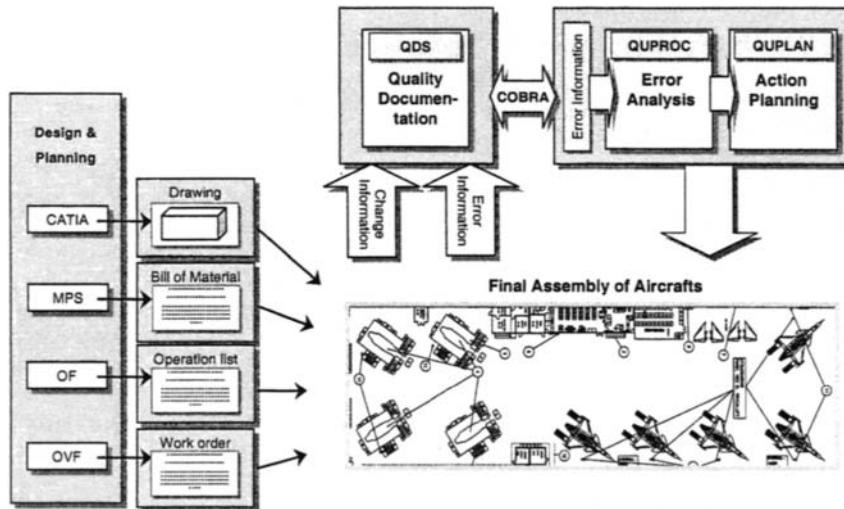 QDS
Quality
Documen-
tation
COBRA
Error Information
QUPROC
Error
Analysis
QUPLAN
Action
Planning
Design &
Planning
CATIA
MPS
OF
OVF
Drawing
Bill of Material
Operation list
Work order
Change
Information
Error
Information
Final Assembly of Aircrafts